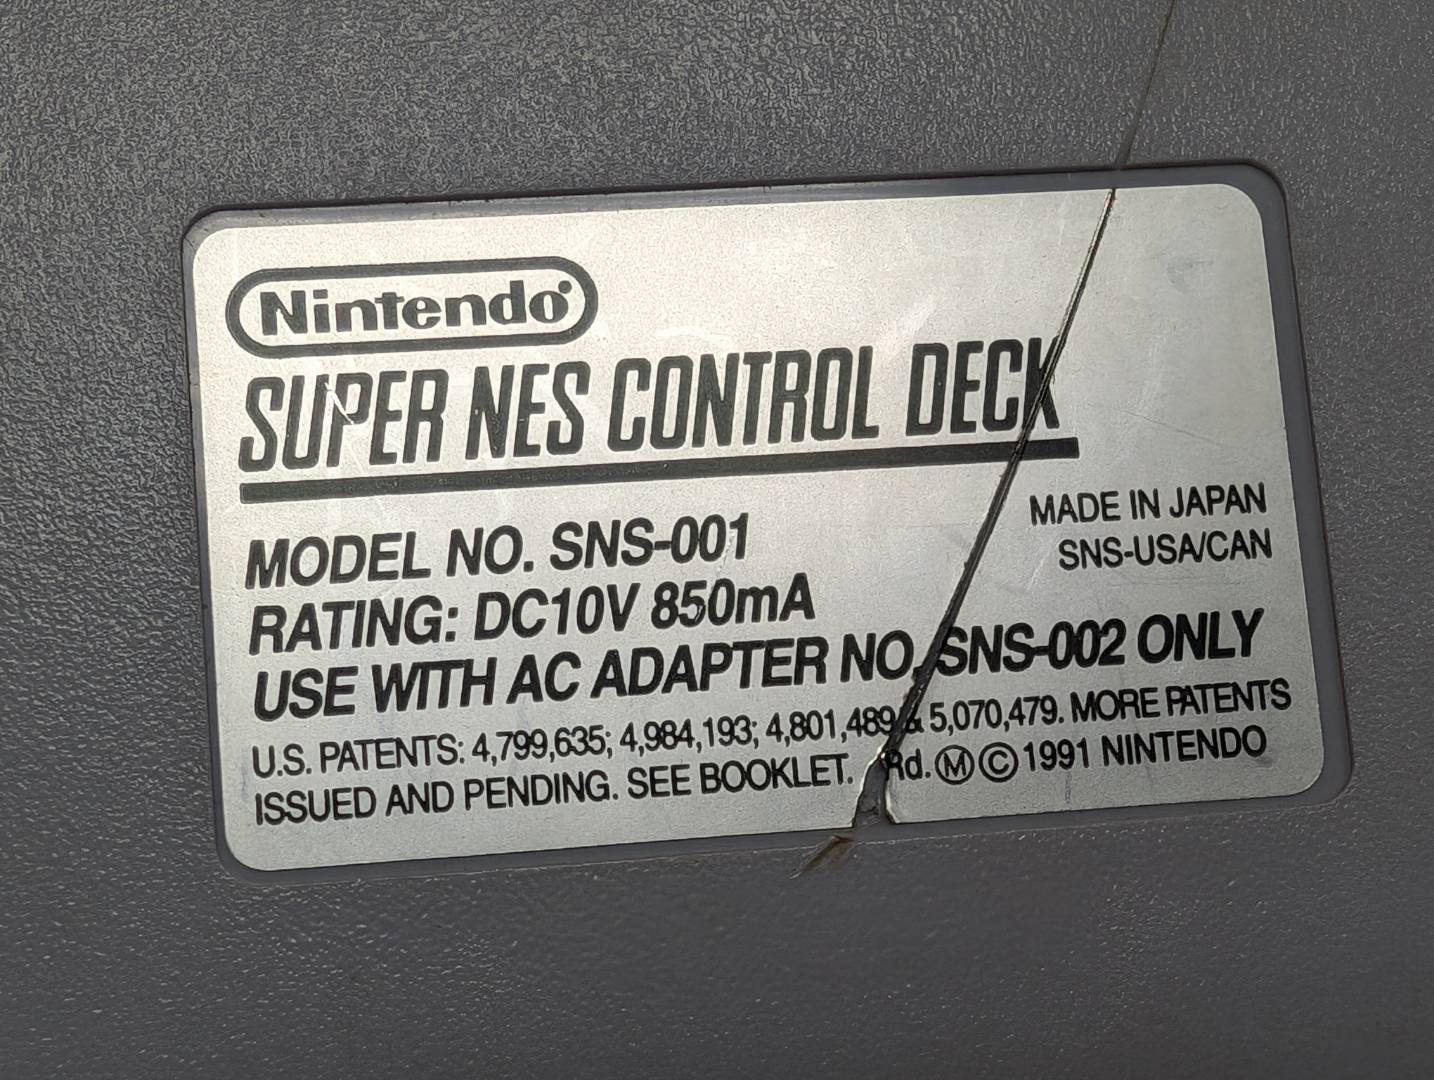 Nintendo®
SUPER NES CONTROL DECK
MODEL NO. SNS-001
MADE IN JAPAN
RATING: DC10V 850mA
SNS-USA/CAN
USE WITH AC ADAPTER NO. SNS-002 ONLY
U.S. PATENTS: 4,799,635; 4,984,193; 4,801,489 & 5,070,479. MORE PATENTS
ISSUED AND PENDING. SEE BOOKLET. Rd. Ⓜ © 1991 NINTENDO